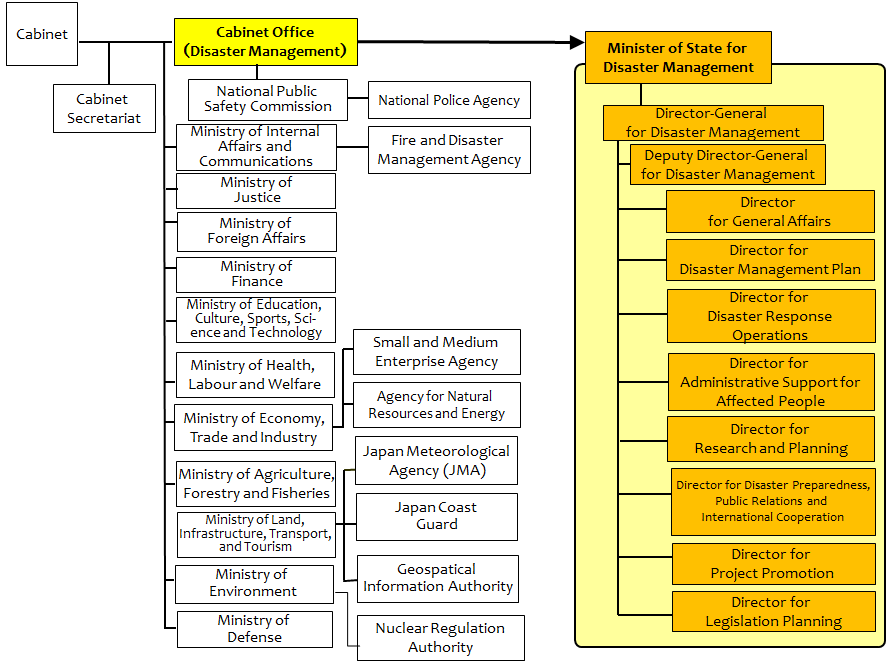 Cabinet
Cabinet Office
(Disaster Management)
Cabinet
Secretariat
National Public
Safety Commission
National Police Agency
Ministry of Internal
Affairs and
Communications
Fire and Disaster
Management Agency
Ministry of
Justice
Ministry of
Foreign Affairs
Ministry of
Finance
Ministry of Education,
Culture, Sports, Sci-
ence and Technology
Ministry of Health,
Labour and Welfare
Small and Medium
Enterprise Agency
Ministry of Economy,
Trade and Industry
Agency for Natural
Resources and Energy
Ministry of Agriculture,
Forestry and Fisheries
Japan Meteorological
Agency (JMA)
Ministry of Land,
Infrastructure, Transport,
and Tourism
Japan Coast
Guard
Geospatical
Information Authority
Ministry of
Environment
Nuclear Regulation
Authority
Ministry of
Defense
Minister of State for
Disaster Management
Director-General
for Disaster Management
Deputy Director-General
for Disaster Management
Director
for General Affairs
Director for
Disaster Management Plan
Director for
Disaster Response
Operations
Director for
Administrative Support for
Affected People
Director for
Research and Planning
Director for Disaster Preparedness,
Public Relations and
International Cooperation
Director for
Project Promotion
Director for
Legislation Planning